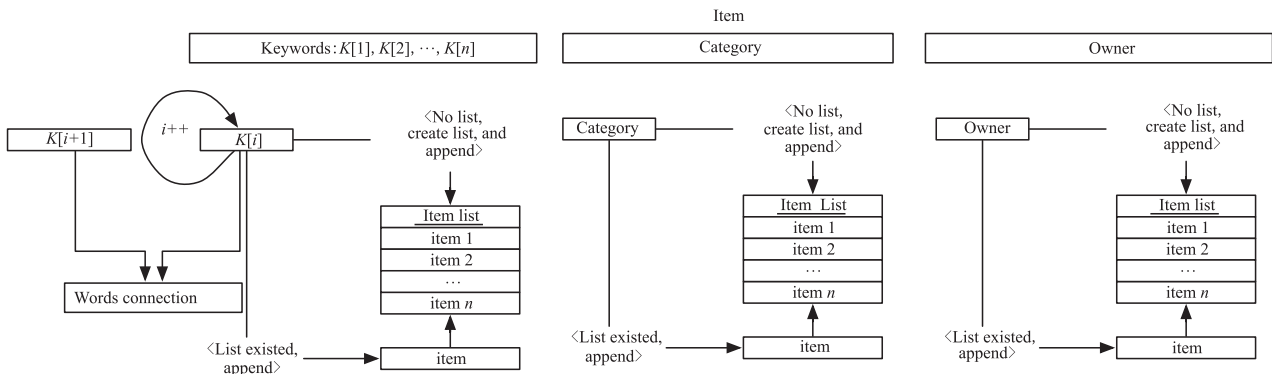 Item
Keywords: K[1], K[2], ···, K[n]
Category
Owner
K[i+1]
i++
K[i]
<No list,
create list, and
append>
Item list
item 1
item 2
···
item n
Words connection
<List existed,
append>
item
Category
<No list,
create list, and
append>
Item List
item 1
item 2
···
item n
<List existed,
append>
item
Owner
<No list,
create list, and
append>
Item list
item 1
item 2
···
item n
<List existed,
append>
item